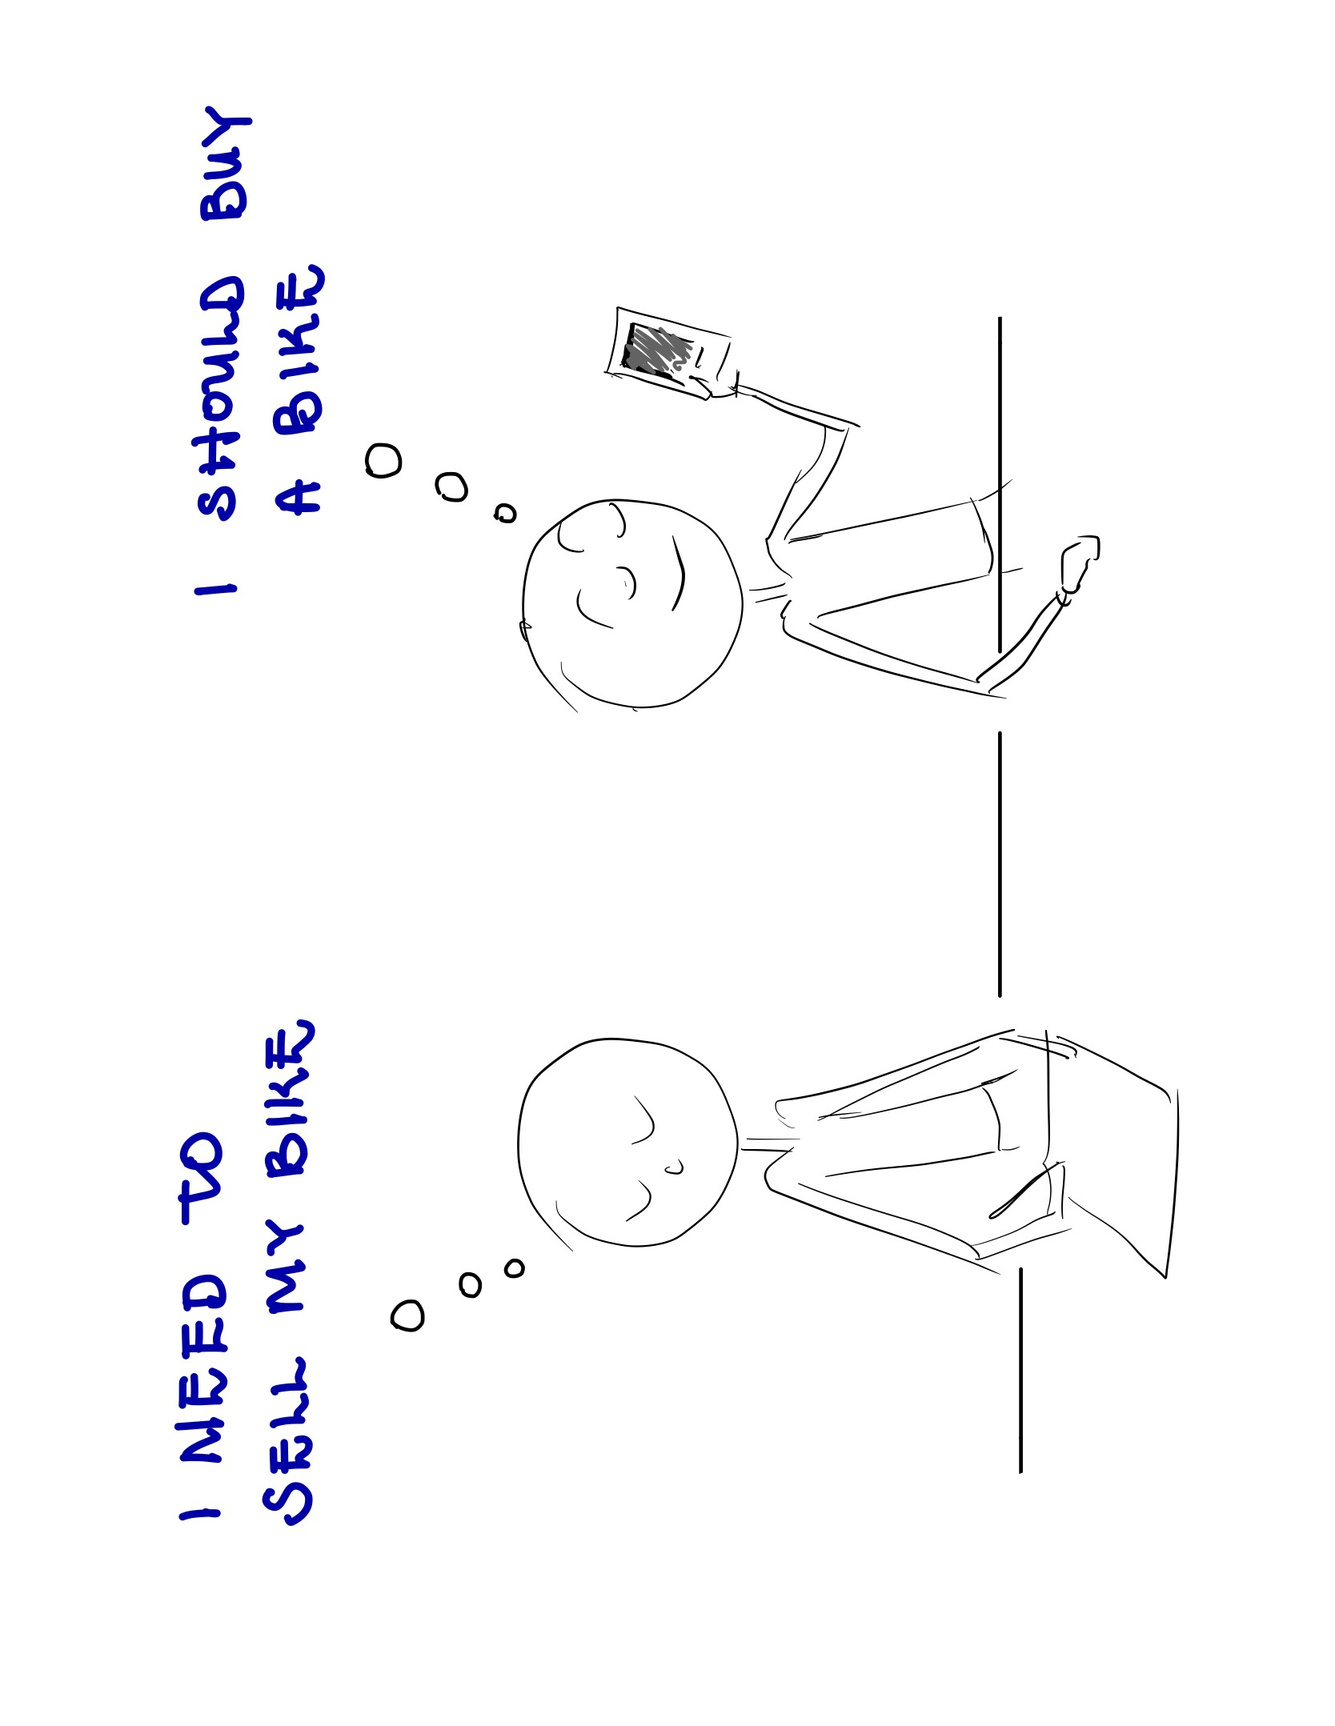 I NEED TO
SELL MY BIKE
I SHOULD BUY
A BIKE